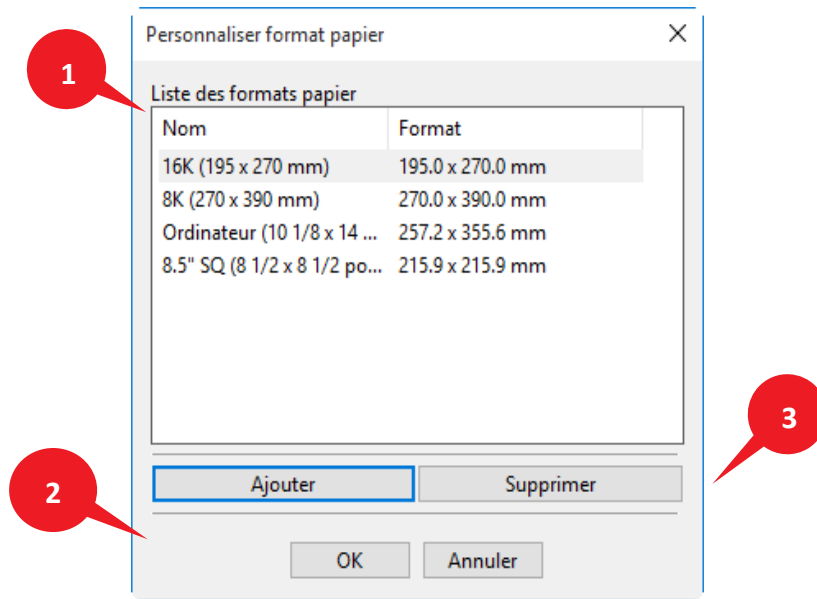 Personnaliser format papier
1
Liste des formats papier
Nom Format
16K (195 x 270 mm) 195.0 x 270.0 mm
8K (270 x 390 mm) 270.0 x 390.0 mm
Ordinateur (10 1/8 x 14 ... 257.2 x 355.6 mm
8.5" SQ (8 1/2 x 8 1/2 po... 215.9 x 215.9 mm
3
Ajouter Supprimer
2
OK Annuler